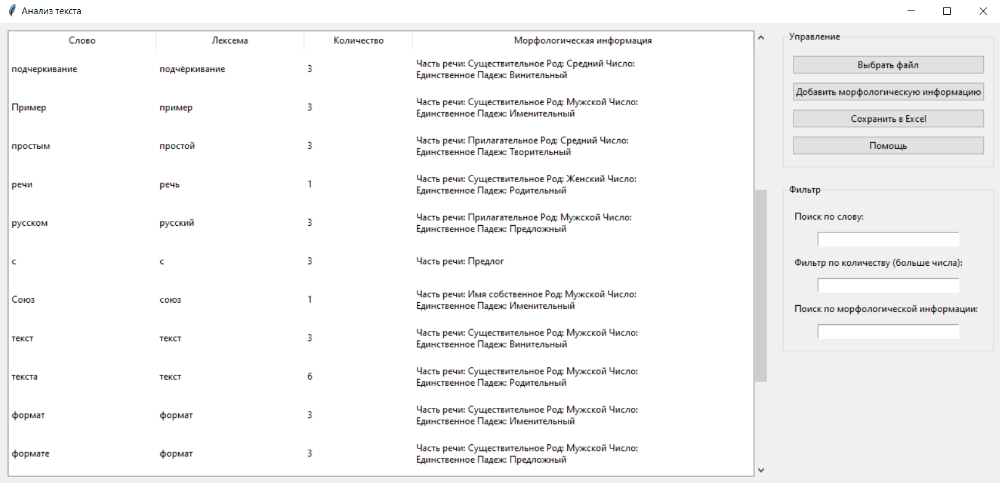 Анализ текста
Слово Лексема Количество Морфологическая информация
подчеркивание подчёркивание 3 Часть речи: Существительное Род: Средний Число:
Единственное Падеж: Винительный
Пример пример 3 Часть речи: Существительное Род: Мужской Число:
Единственное Падеж: Именительный
простым простой 3 Часть речи: Прилагательное Род: Средний Число:
Единственное Падеж: Творительный
речи речь 1 Часть речи: Существительное Род: Женский Число:
Единственное Падеж: Родительный
русском русский 3 Часть речи: Прилагательное Род: Мужской Число:
Единственное Падеж: Предложный
с с 3 Часть речи: Предлог
Союз союз 1 Часть речи: Имя собственное Род: Мужской Число:
Единственное Падеж: Именительный
текст текст 3 Часть речи: Существительное Род: Мужской Число:
Единственное Падеж: Винительный
текста текст 6 Часть речи: Существительное Род: Мужской Число:
Единственное Падеж: Родительный
формат формат 3 Часть речи: Существительное Род: Мужской Число:
Единственное Падеж: Именительный
формате формат 3 Часть речи: Существительное Род: Мужской Число:
Единственное Падеж: Предложный
Управление
Выбрать файл
Добавить морфологическую информацию
Сохранить в Excel
Помощь
Фильтр
Поиск по слову:
Фильтр по количеству (больше числа):
Поиск по морфологической информации: